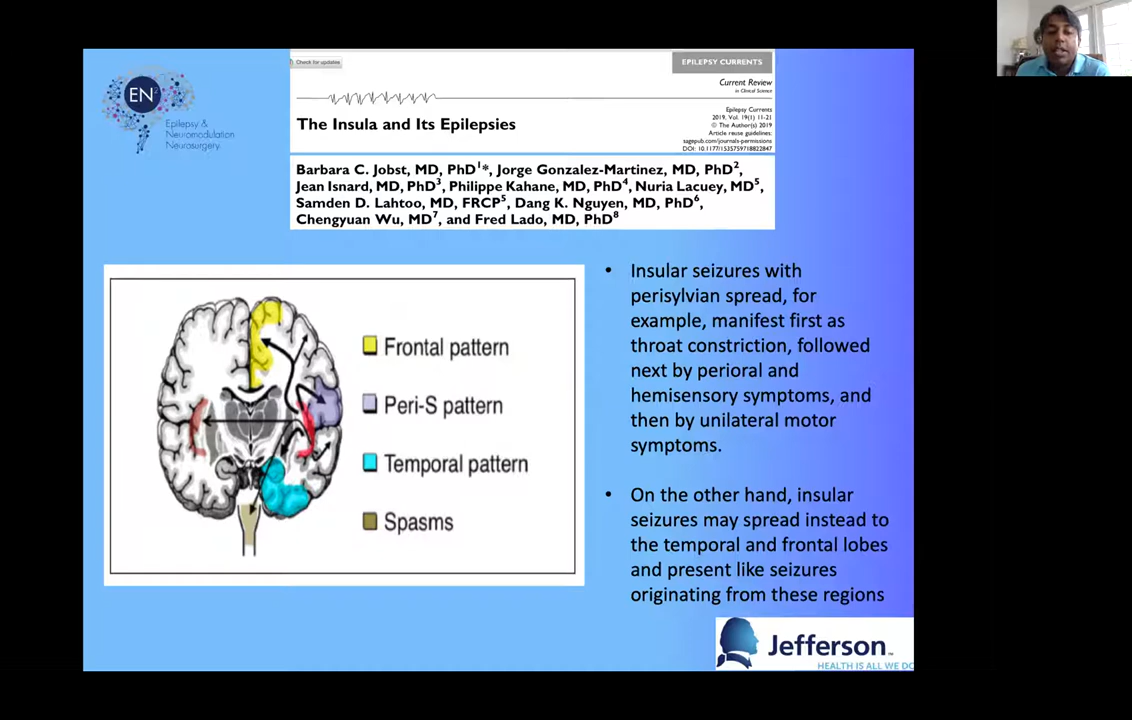 EN2
Epilepsy &
Neuromodulation
Neurosurgery
Check for updates
EPILEPSY CURRENTS
Current Review
in Clinical Science
Epilepsy Currents
2019, Vol. 19(1) 11-21
© The Author(s) 2019
Article reuse guidelines:
sagepub.com/journals-permissions
DOI: 10.1177/1535759718822847
The Insula and Its Epilepsies
Barbara C. Jobst, MD, PhD1*, Jorge Gonzalez-Martinez, MD, PhD2,
Jean Isnard, MD, PhD3, Philippe Kahane, MD, PhD4, Nuria Lacuey, MD5,
Samden D. Lahtoo, MD, FRCP5, Dang K. Nguyen, MD, PhD6,
Chengyuan Wu, MD7, and Fred Lado, MD, PhD8
Frontal pattern
Peri-S pattern
Temporal pattern
Spasms
• Insular seizures with
perisylvian spread, for
example, manifest first as
throat constriction, followed
next by perioral and
hemisensory symptoms, and
then by unilateral motor
symptoms.
• On the other hand, insular
seizures may spread instead to
the temporal and frontal lobes
and present like seizures
originating from these regions
Jefferson
HEALTH IS ALL WE DO